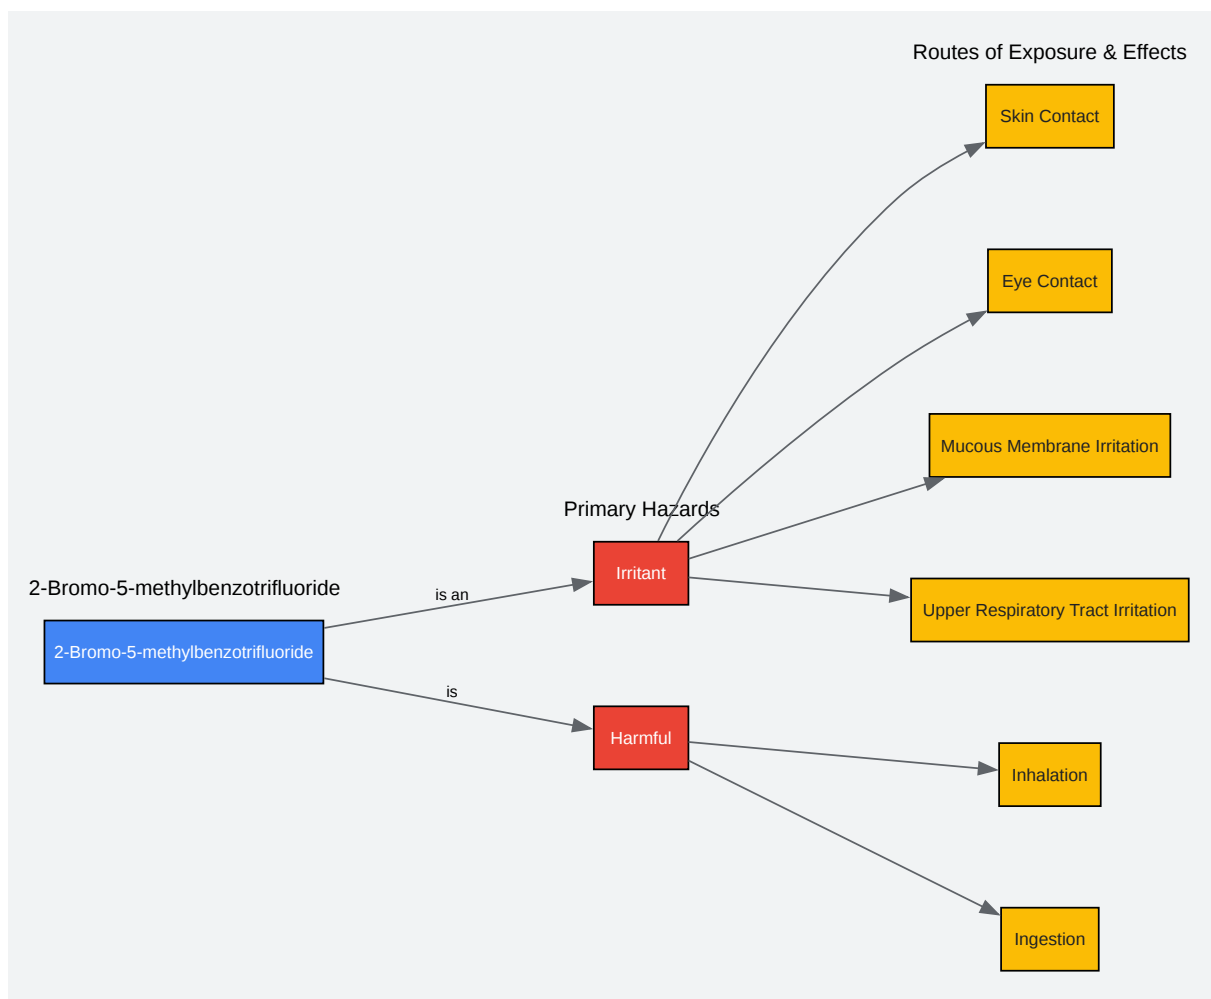 Routes of Exposure & Effects
Skin Contact
Eye Contact
Mucous Membrane Irritation
Primary Hazards
Irritant
Upper Respiratory Tract Irritation
2-Bromo-5-methylbenzotrifluoride
is an
2-Bromo-5-methylbenzotrifluoride
is
Harmful
Inhalation
Ingestion